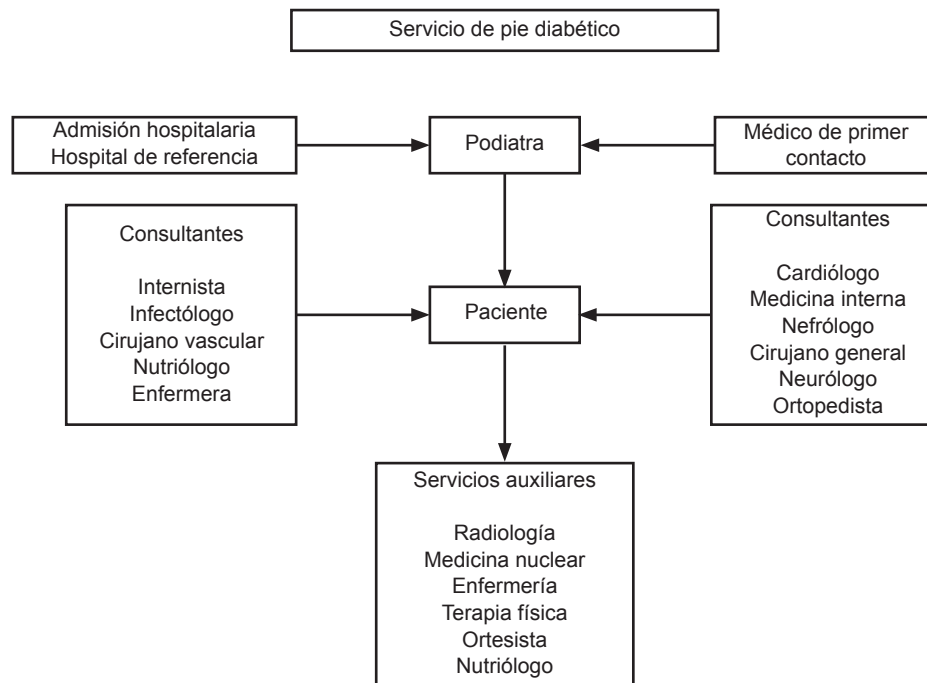 Servicio de pie diabético
Admisión hospitalaria
Hospital de referencia
Podiatra
Médico de primer
contacto
Consultantes
Internista
Infectólogo
Cirujano vascular
Nutriólogo
Enfermera
Paciente
Consultantes
Cardiólogo
Medicina interna
Nefrólogo
Cirujano general
Neurólogo
Ortopedista
Servicios auxiliares
Radiología
Medicina nuclear
Enfermería
Terapia física
Ortesista
Nutriólogo